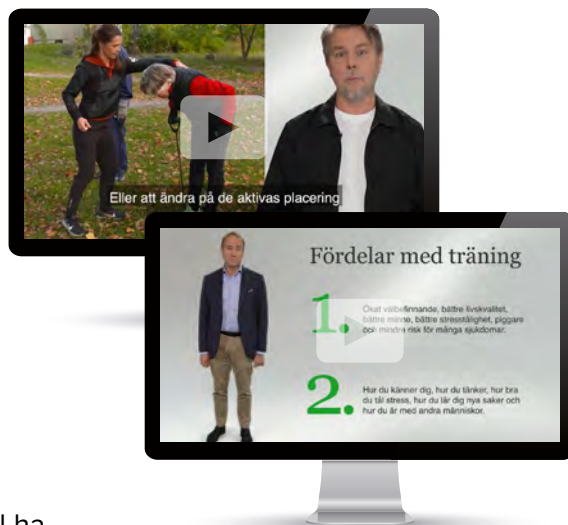 Eller att ändra på de aktivas placering
Fördelar med träning
1.
Ökat välbefinnande, bättre livskvalitet,
bättre minne, bättre stresstålighet, piggare
och mindre risk för många sjukdomar.
2.
Hur du känner dig, hur du tänker, hur bra
du tål stress, hur du lär dig nya saker och
hur du är med andra människor.
l ha